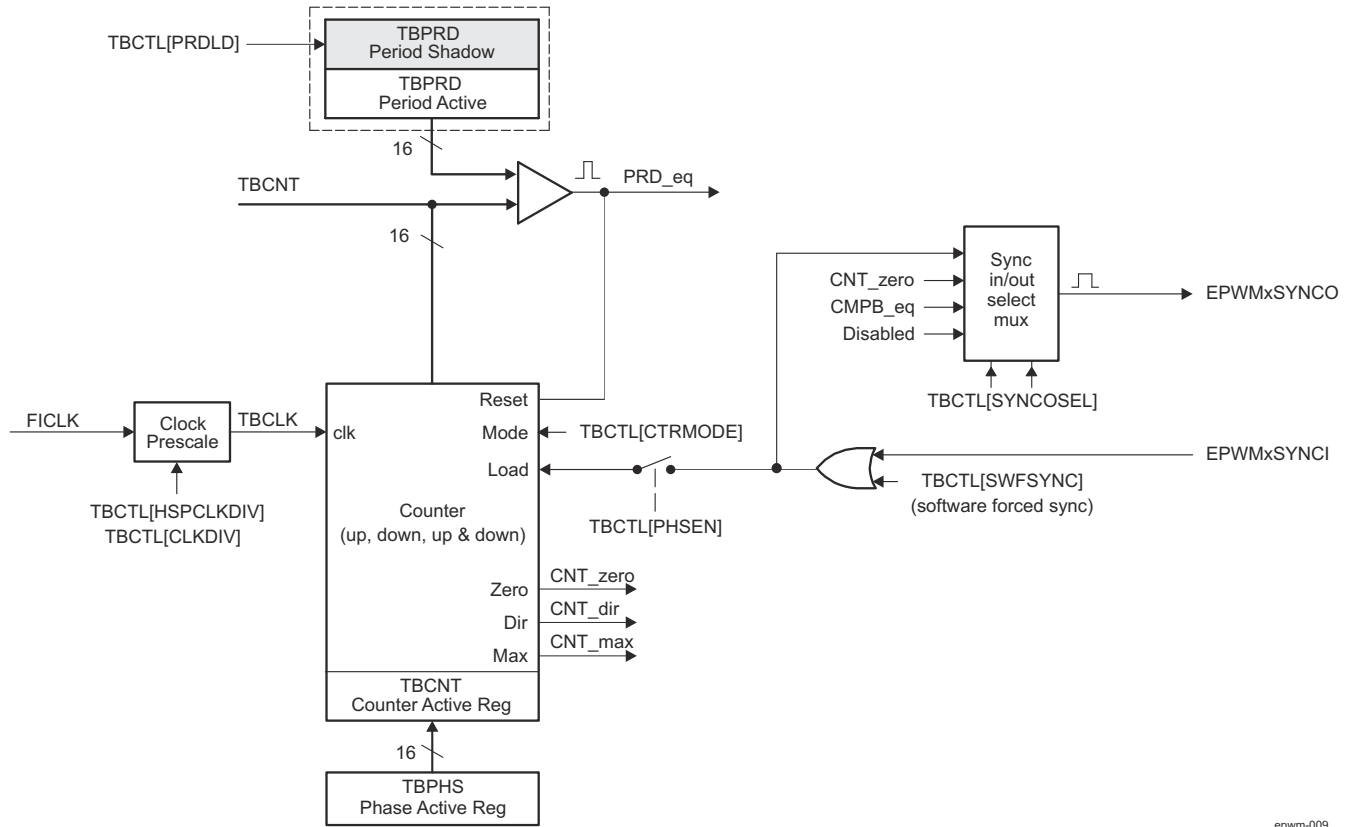 TBPRD
Period Shadow
TBCTL[PRDLD]
TBPRD
Period Active
16
TBCNT
PRD_eq
16
Sync
in/out
select
mux
CNT_zero
CMPB_eq
Disabled
EPWMxSYNCO
TBCTL[SYNCOSEL]
FICLK
Clock
Prescale
TBCLK
clk
Reset
Mode
TBCTL[CTRMODE]
Load
EPWMxSYNCI
TBCTL[SWFSYNC]
(software forced sync)
TBCTL[HSPCLKDIV]
TBCTL[CLKDIV]
Counter
(up, down, up & down)
TBCTL[PHSEN]
Zero
CNT_zero
Dir
CNT_dir
Max
CNT_max
TBCNT
Counter Active Reg
16
TBPHS
Phase Active Reg
epwm-009